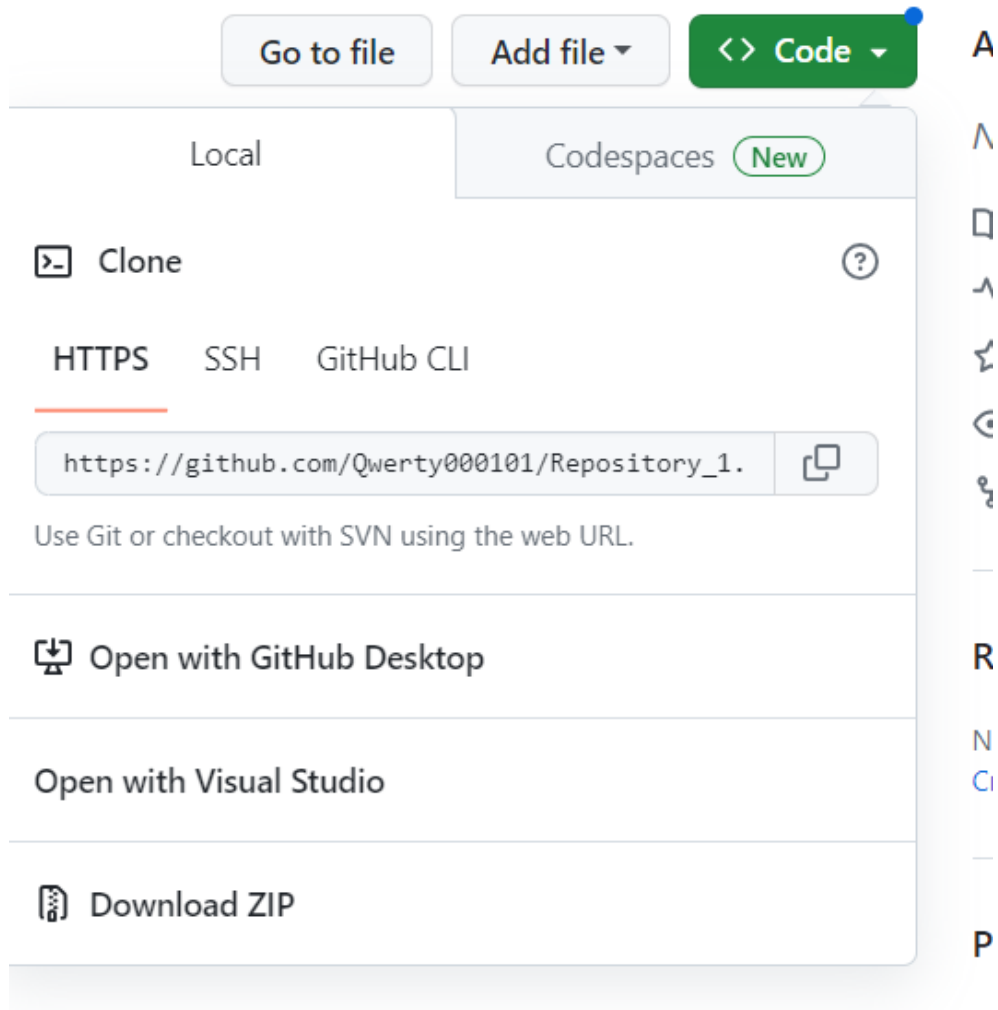 Go to file
Add file
<> Code
Local
Codespaces New
Clone
HTTPS SSH GitHub CLI
https://github.com/Qwerty000101/Repository_1.
Use Git or checkout with SVN using the web URL.
Open with GitHub Desktop
Open with Visual Studio
Download ZIP